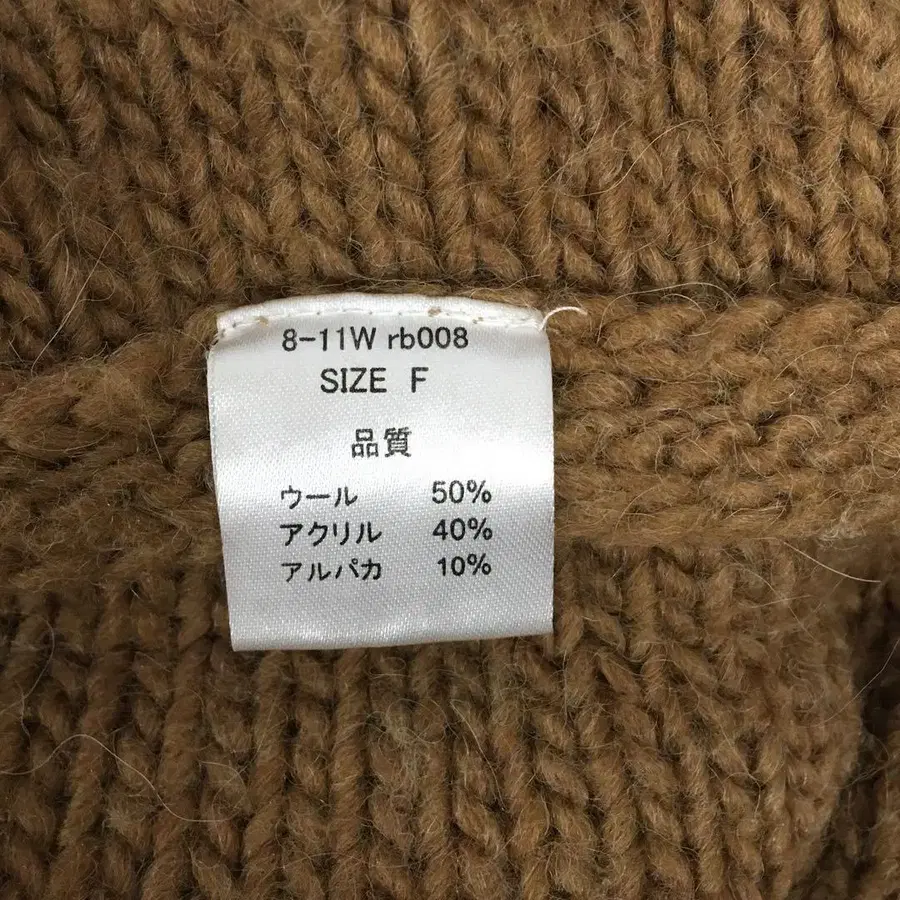 8-11W rb008
SIZE F
品質
ウール 50%
アクリル 40%
アルパカ 10%